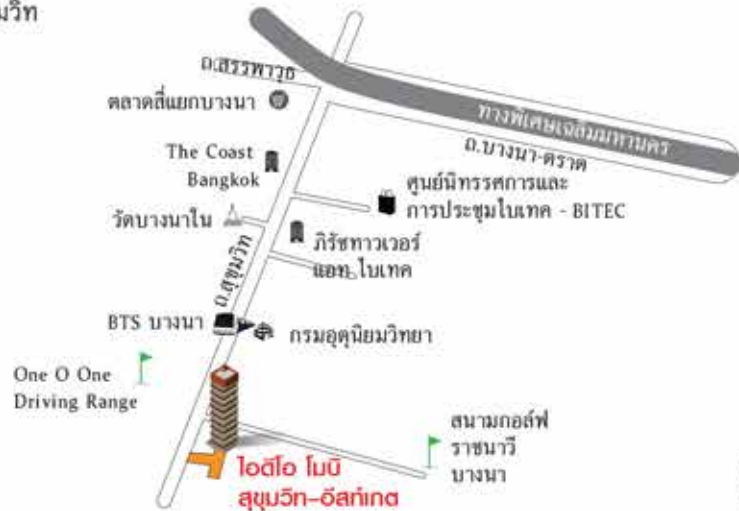 ถ.สรรพาวุธ
ตลาดสี่แยกบางนา
ทางพิเศษเฉลิมมหานคร
ถ.บางนา-ตราด
The Coast
Bangkok
ศูนย์นิทรรศการและ
การประชุมไบเทค - BITEC
วัดบางนาใน
ภิรัชทาวเวอร์
แอท ไบเทค
ถ.สุขุมวิท
BTS บางนา
กรมอุตุนิยมวิทยา
One O One
Driving Range
สนามกอล์ฟ
ราชนาวี
บางนา
ไอดีโอ โมบิ
สุขุมวิท-อีสท์เกต